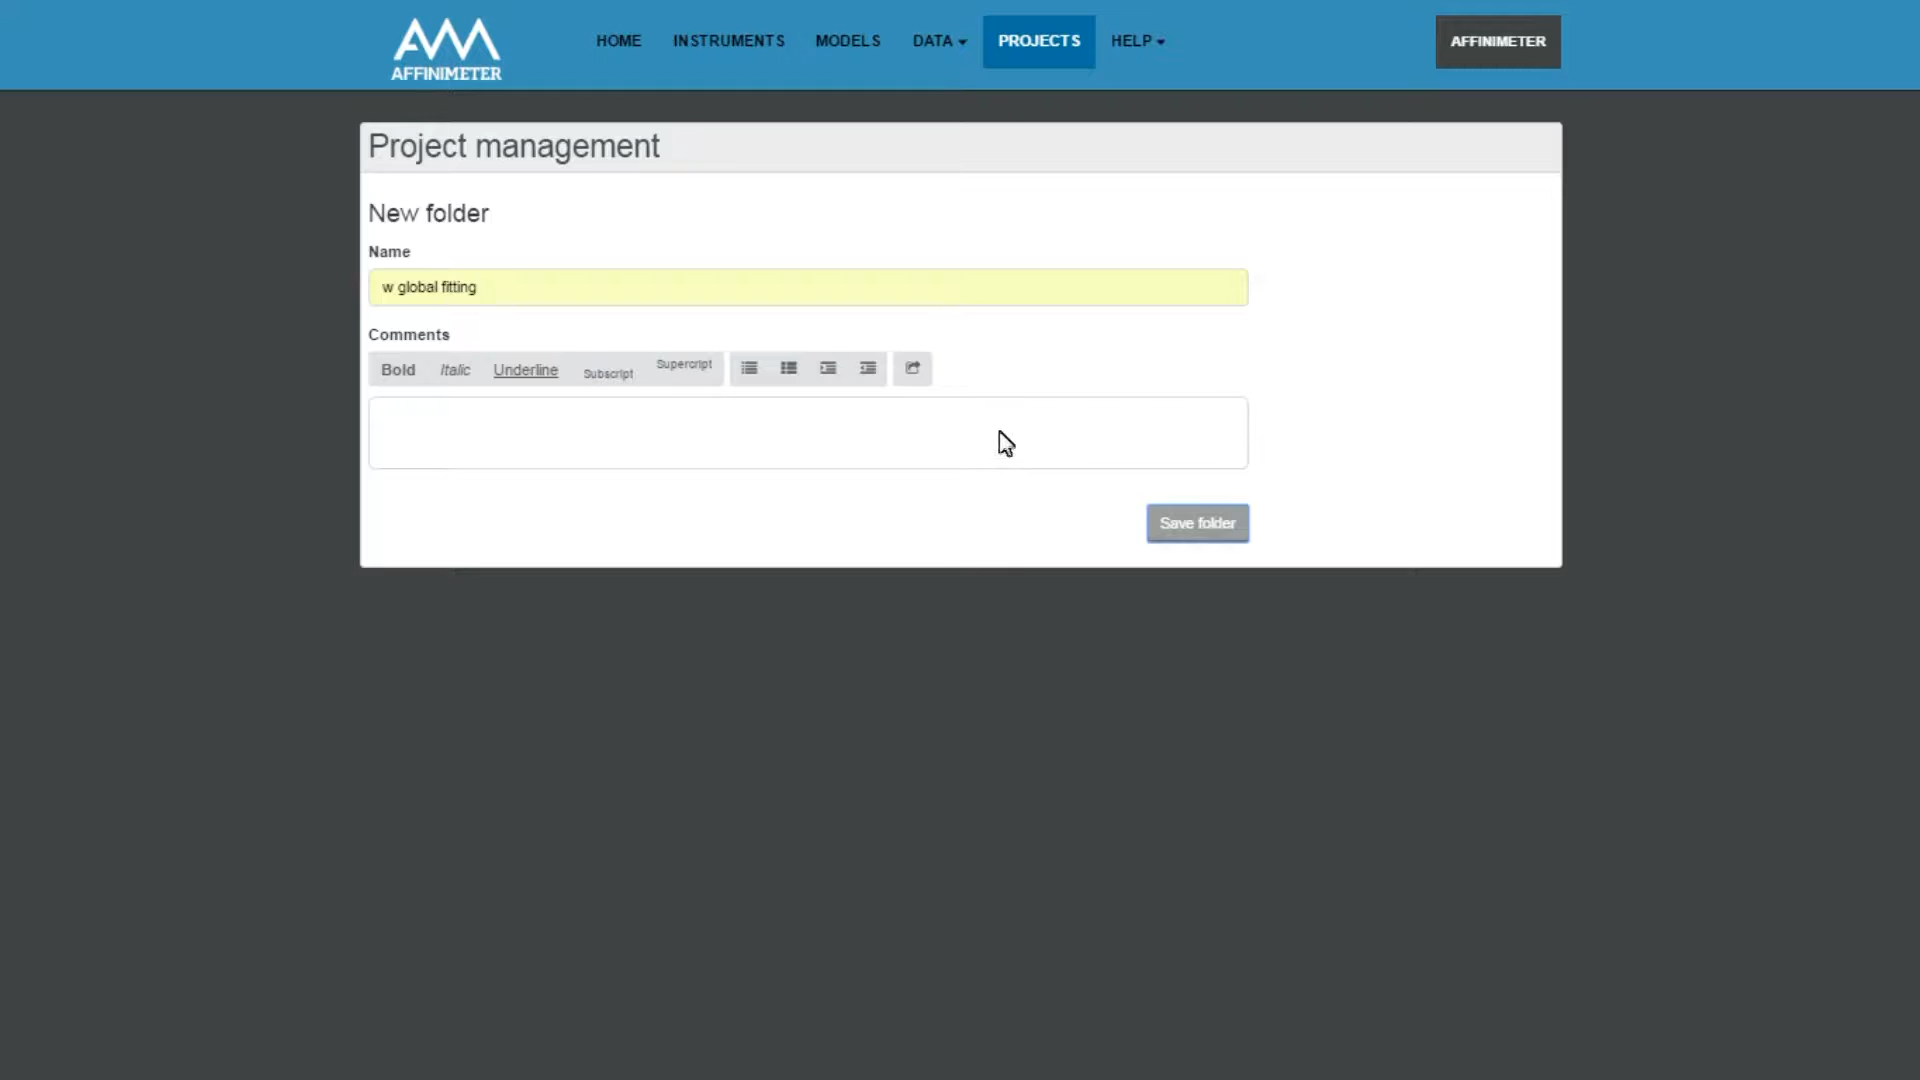 AFFINIMETER
HOME INSTRUMENTS MODELS DATA PROJECTS HELP AFFINIMETER
Project management
New folder
Name
w global fitting
Comments
Bold Italic Underline Subscript Supercript
Save folder